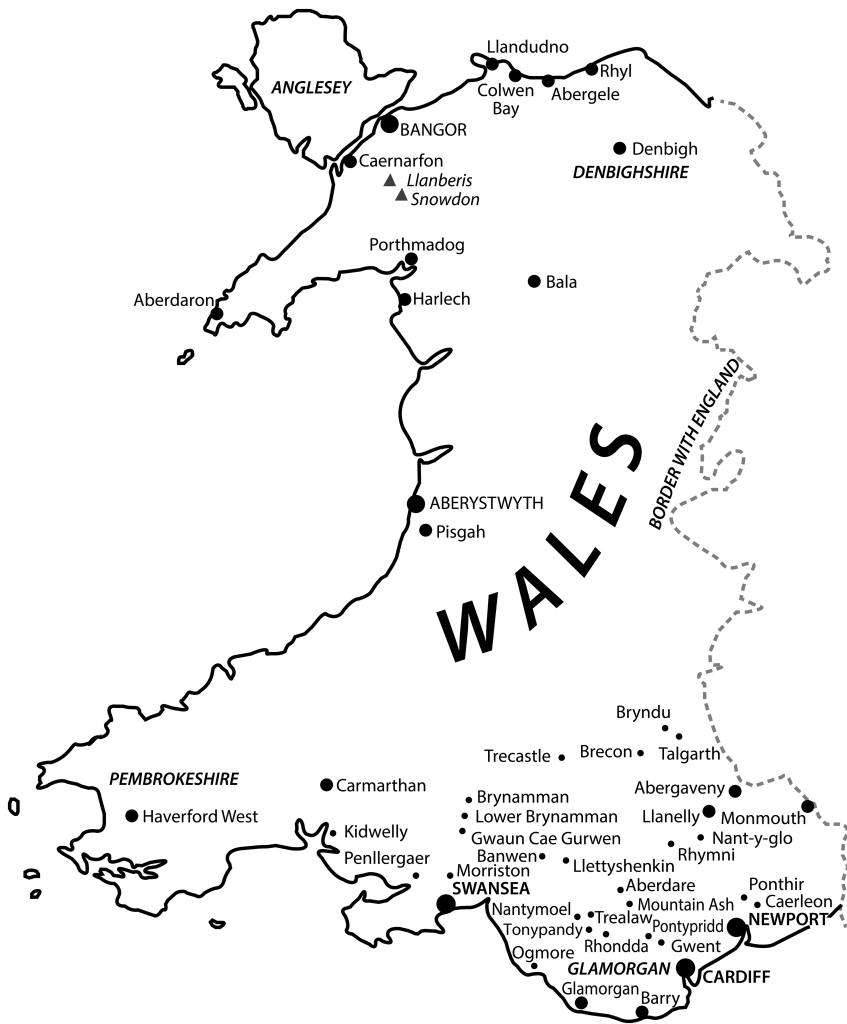 Llandudno
Rhyl
Colwen
Bay
Abergele
ANGLESEY
BANGOR
Denbigh
DENBIGHSHIRE
Caernarfon
Llanberis
Snowdon
Porthmadog
Bala
Aberdaron
Harlech
BORDER WITH ENGLAND
WALES
ABERYSTWYTH
Pisgah
Bryndu
Trecastle
Brecon
Talgarth
PEMBROKESHIRE
Carmarthan
Abergaveny
Brynamman
Haverford West
Lower Brynamman
Llanelly
Monmouth
Kidwelly
Gwaun Cae Gurwen
Nant-y-glo
Penllergaer
Banwen
Rhymni
Llettyshenkin
Morriston
SWANSEA
Aberdare
Ponthir
Mountain Ash
Caerleon
Nantymoel
Trealaw
NEWPORT
Tonypandy
Pontypridd
Rhondda
Gwent
Ogmore
GLAMORGAN
CARDIFF
Glamorgan
Barry